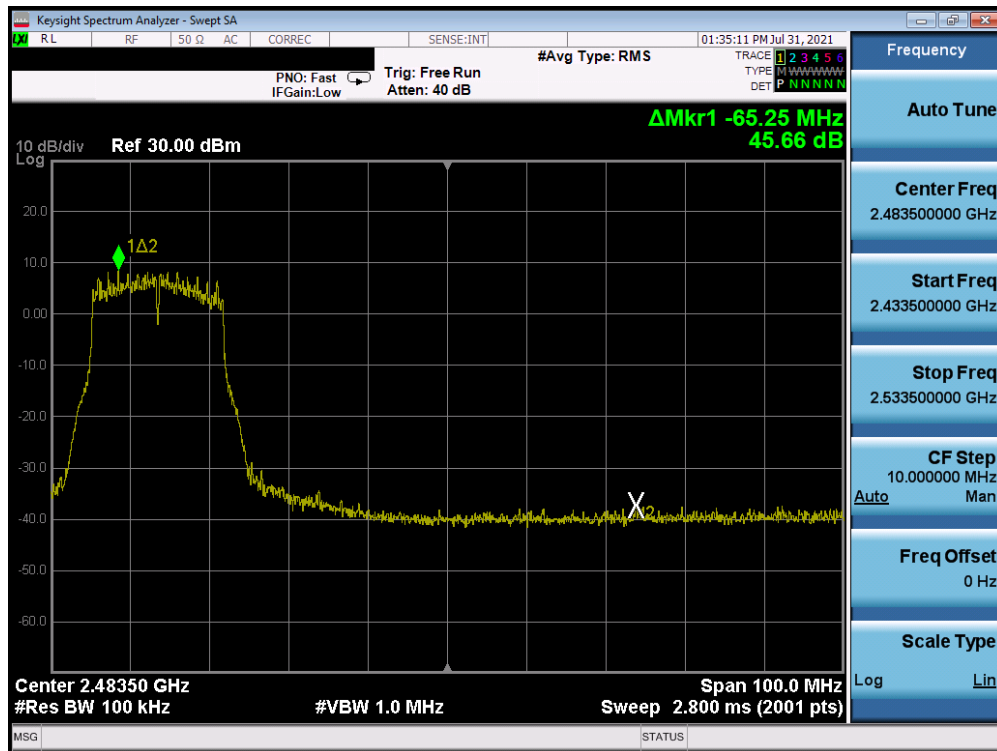 Keysight Spectrum Analyzer - Swept SA
LXI RL RF 50 Ω AC CORREC SENSE:INT 01:35:11 PM Jul 31, 2021
#Avg Type: RMS
TRACE 1 2 3 4 5 6
TYPE M WWWWW
DET P N N N N N
PNO: Fast
IFGain:Low
Trig: Free Run
Atten: 40 dB
ΔMkr1 -65.25 MHz
45.66 dB
10 dB/div
Log
Ref 30.00 dBm
20.0
1Δ2
10.0
0.00
-10.0
-20.0
-30.0
-40.0
-50.0
-60.0
Center 2.48350 GHz
#Res BW 100 kHz
#VBW 1.0 MHz
Span 100.0 MHz
Sweep 2.800 ms (2001 pts)
MSG
STATUS
Frequency
Auto Tune
Center Freq
2.483500000 GHz
Start Freq
2.433500000 GHz
Stop Freq
2.533500000 GHz
CF Step
10.000000 MHz
Auto Man
Freq Offset
0 Hz
Scale Type
Log Lin